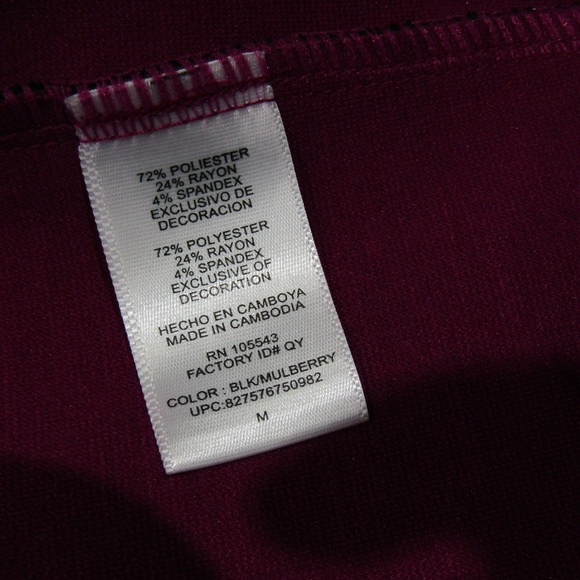 72% POLIESTER
24% RAYON
4% SPANDEX
EXCLUSIVO DE
DECORACION
72% POLYESTER
24% RAYON
4% SPANDEX
EXCLUSIVE OF
DECORATION
HECHO EN CAMBOYA
MADE IN CAMBODIA
RN 105543
FACTORY ID# QY
COLOR : BLK/MULBERRY
UPC:827576750982
M